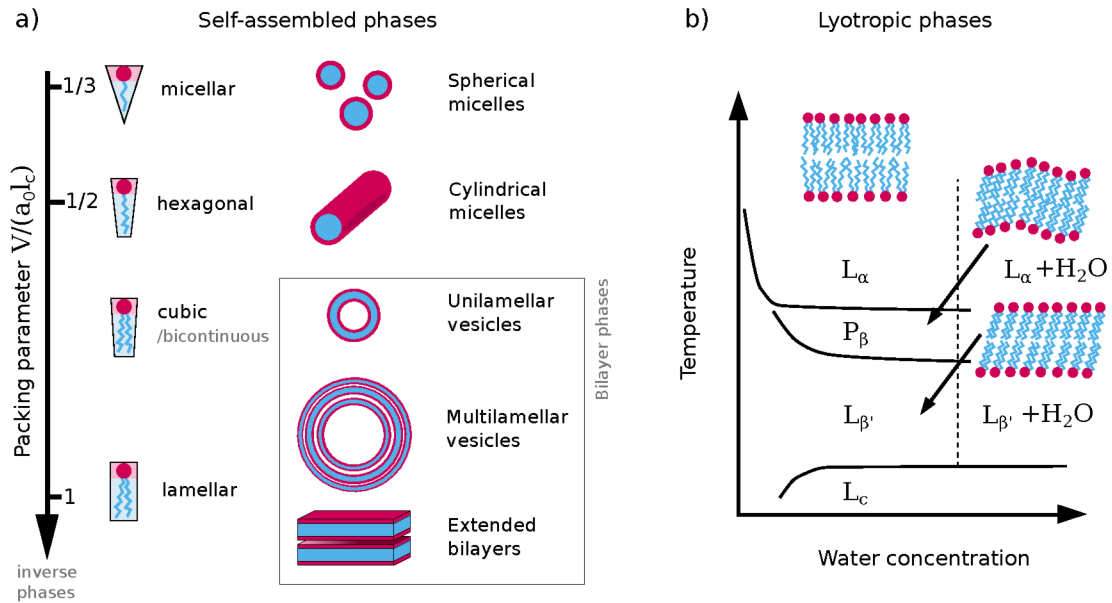 a)
Self-assembled phases
Packing parameter V/(a₀l_c)
1/3
micellar
Spherical
micelles
1/2
hexagonal
Cylindrical
micelles
cubic
/bicontinuous
Unilamellar
vesicles
Multilamellar
vesicles
1
lamellar
Extended
bilayers
Bilayer phases
inverse
phases
b)
Lyotropic phases
Temperature
Lα
Lα +H₂O
Pβ
Lβ'
Lβ' +H₂O
Lc
Water concentration